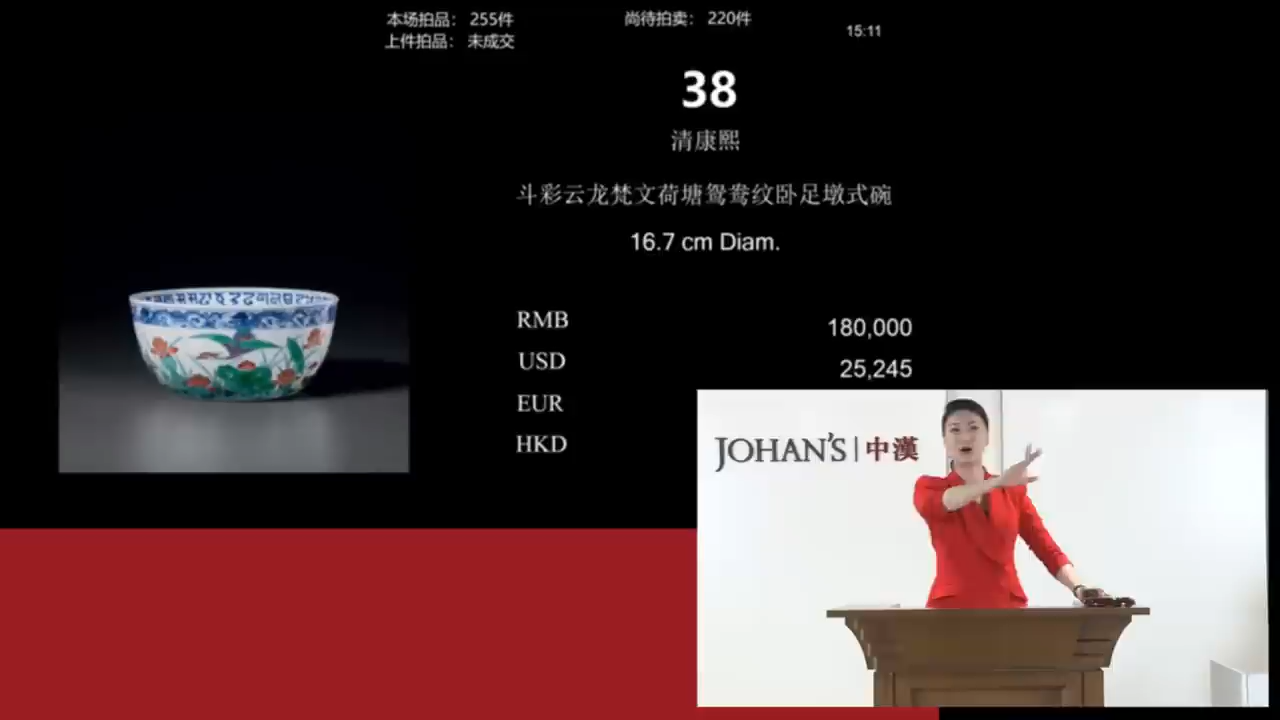 本场拍品： 255件
尚待拍卖： 220件
上件拍品： 未成交
15:11
38
清康熙
斗彩云龙梵文荷塘鸳鸯纹卧足墩式碗
16.7 cm Diam.
RMB 180,000
USD 25,245
EUR
HKD
JOHAN'S | 中漢